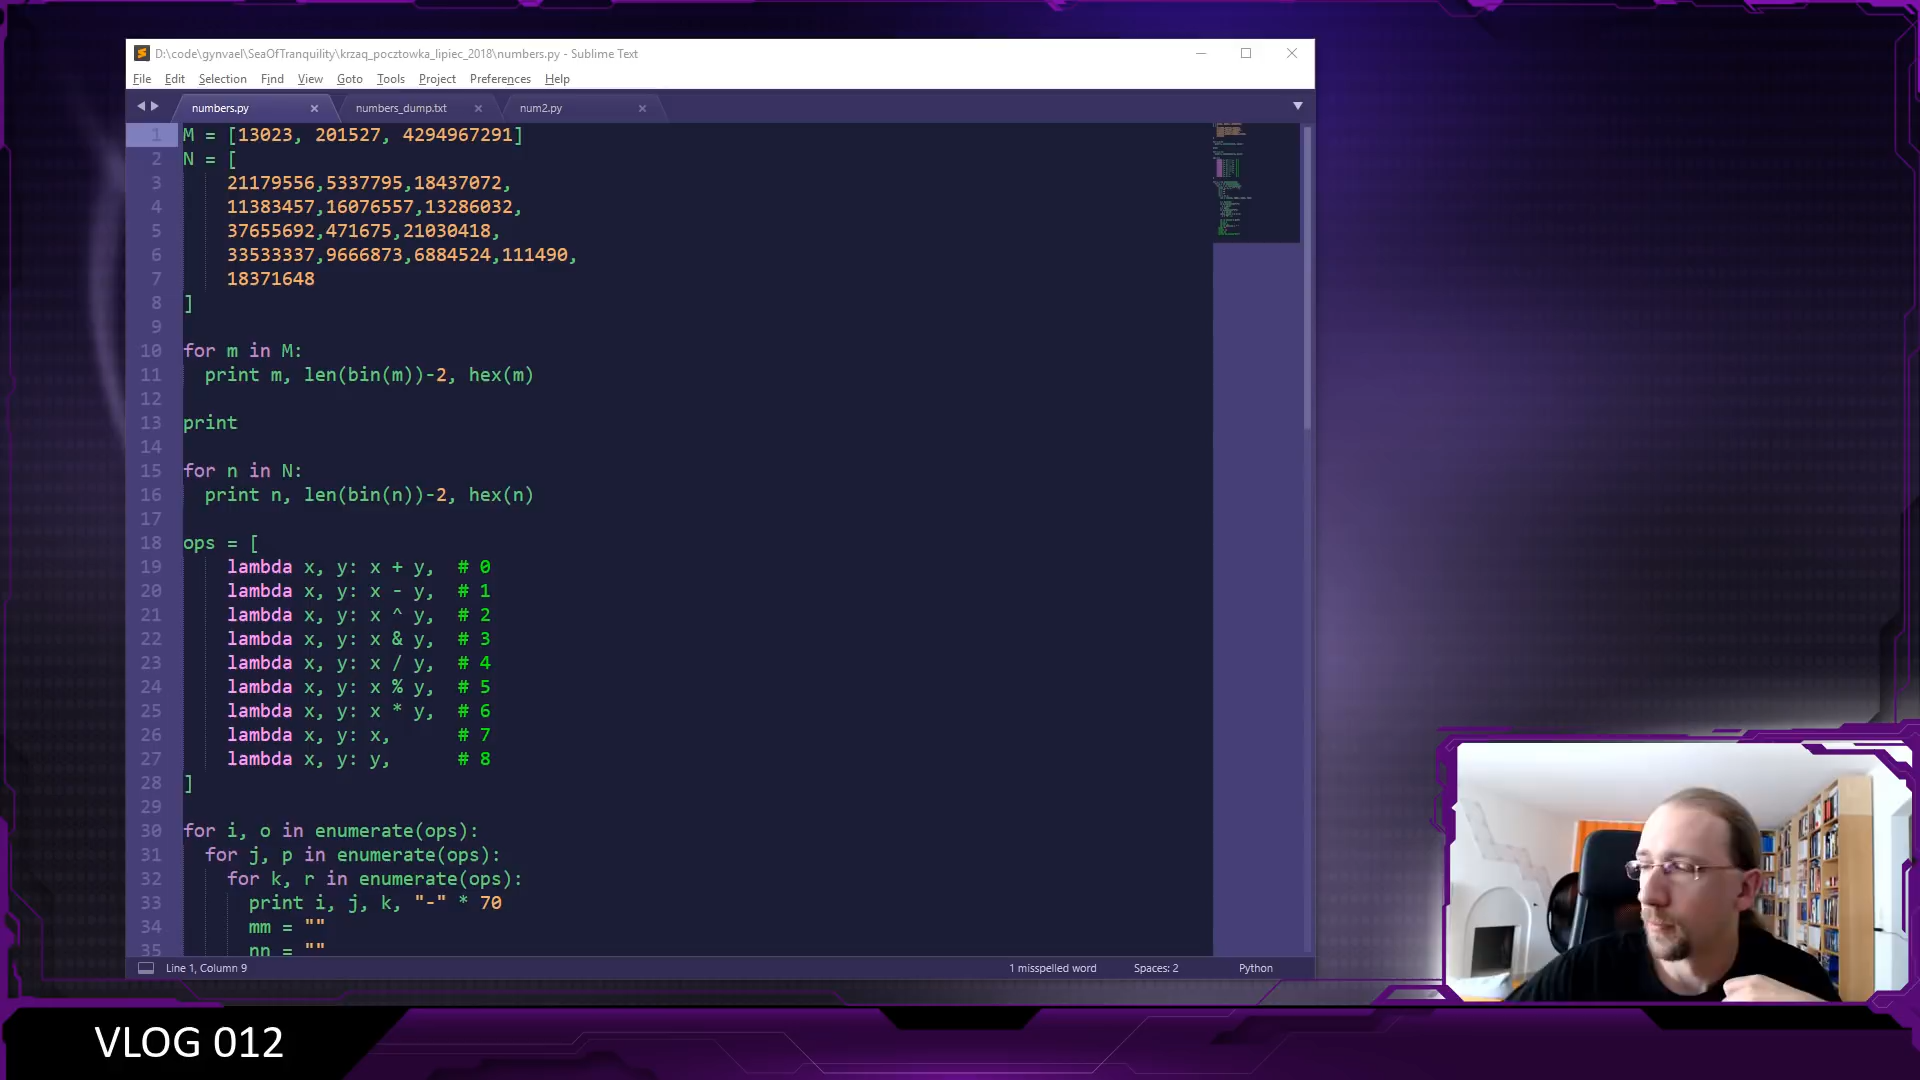 D:\code\gynvael\SeaOfTranquility\krzaq_pocztowka_lipiec_2018\numbers.py - Sublime Text
File Edit Selection Find View Goto Tools Project Preferences Help
numbers.py numbers_dump.txt num2.py
1 M = [13023, 201527, 4294967291]
2 N = [
3 21179556,5337795,18437072,
4 11383457,16076557,13286032,
5 37655692,471675,21030418,
6 33533337,9666873,6884524,111490,
7 18371648
8 ]
9
10 for m in M:
11 print m, len(bin(m))-2, hex(m)
12
13 print
14
15 for n in N:
16 print n, len(bin(n))-2, hex(n)
17
18 ops = [
19 lambda x, y: x + y, # 0
20 lambda x, y: x - y, # 1
21 lambda x, y: x ^ y, # 2
22 lambda x, y: x & y, # 3
23 lambda x, y: x / y, # 4
24 lambda x, y: x % y, # 5
25 lambda x, y: x * y, # 6
26 lambda x, y: x, # 7
27 lambda x, y: y, # 8
28 ]
29
30 for i, o in enumerate(ops):
31 for j, p in enumerate(ops):
32 for k, r in enumerate(ops):
33 print i, j, k, "-" * 70
34 mm = ""
35 nn = ""
Line 1, Column 9 1 misspelled word Spaces: 2 Python
VLOG 012